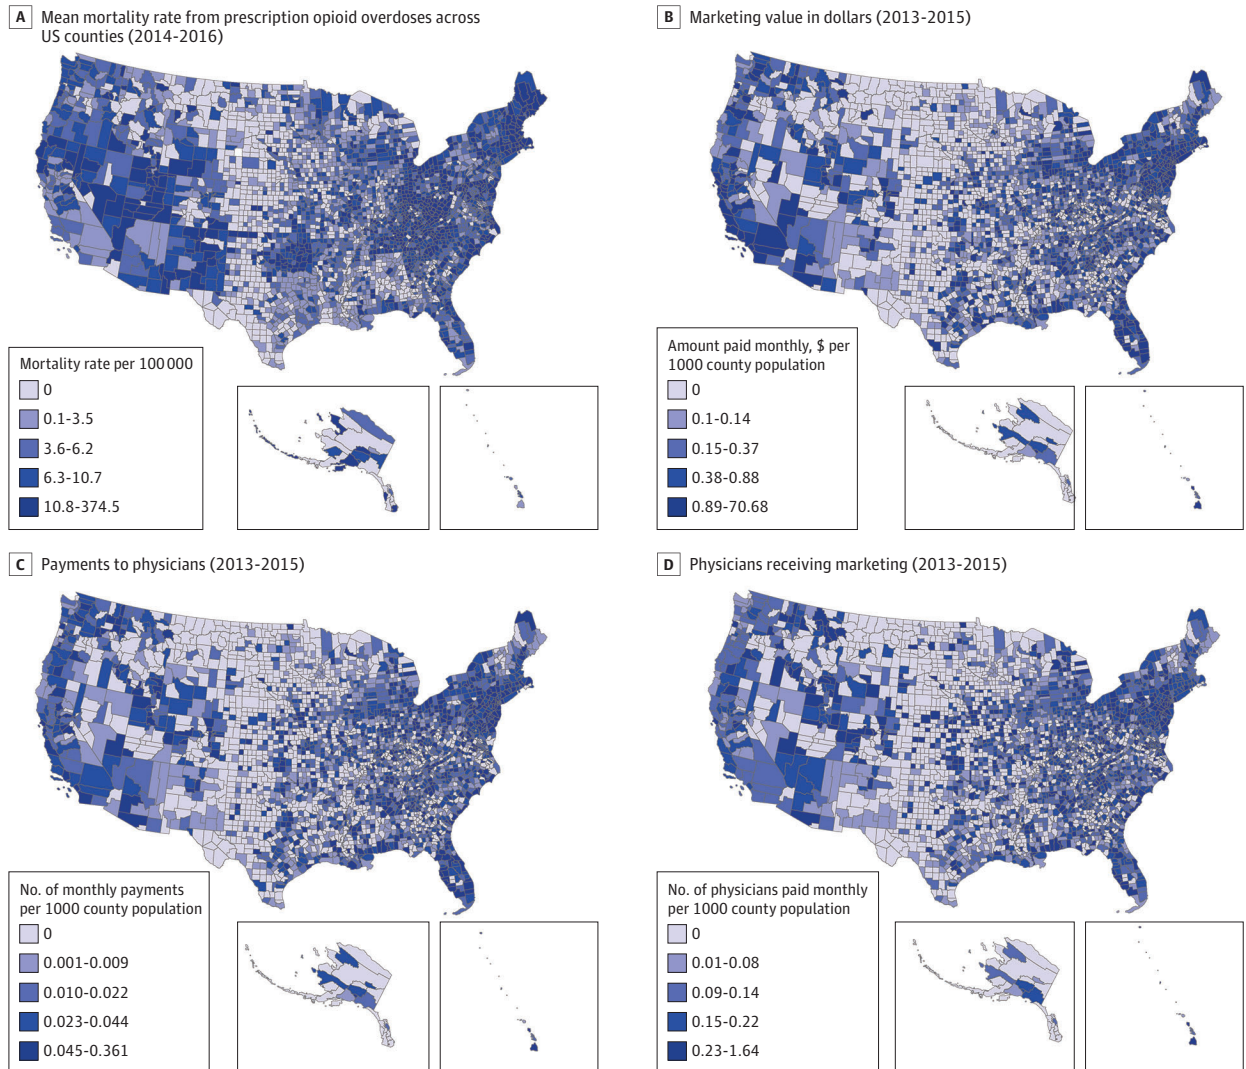 A Mean mortality rate from prescription opioid overdoses across
US counties (2014-2016)
Mortality rate per 100 000
0
0.1-3.5
3.6-6.2
6.3-10.7
10.8-374.5
B Marketing value in dollars (2013-2015)
Amount paid monthly, $ per
1000 county population
0
0.1-0.14
0.15-0.37
0.38-0.88
0.89-70.68
C Payments to physicians (2013-2015)
No. of monthly payments
per 1000 county population
0
0.001-0.009
0.010-0.022
0.023-0.044
0.045-0.361
D Physicians receiving marketing (2013-2015)
No. of physicians paid monthly
per 1000 county population
0
0.01-0.08
0.09-0.14
0.15-0.22
0.23-1.64